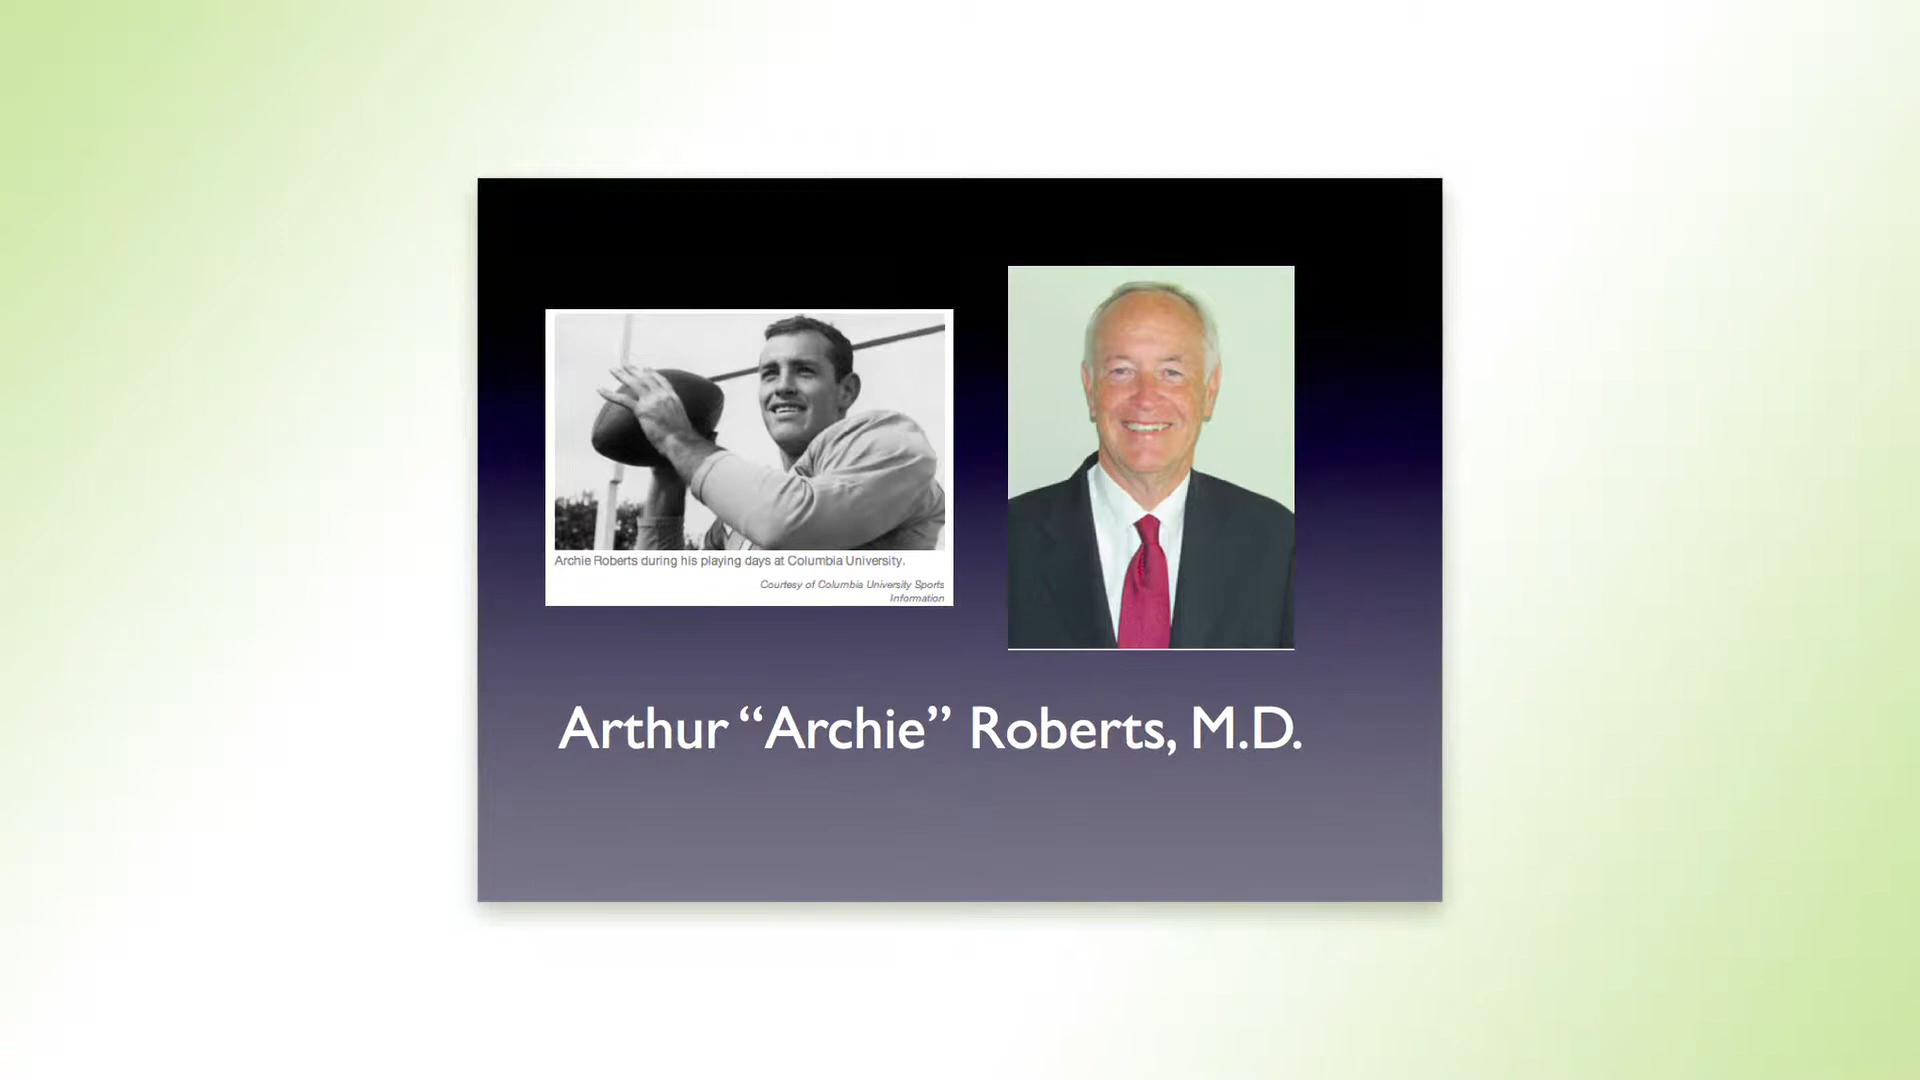 Archie Roberts during his playing days at Columbia University.
Courtesy of Columbia University Sports
Information
Arthur “Archie” Roberts, M.D.